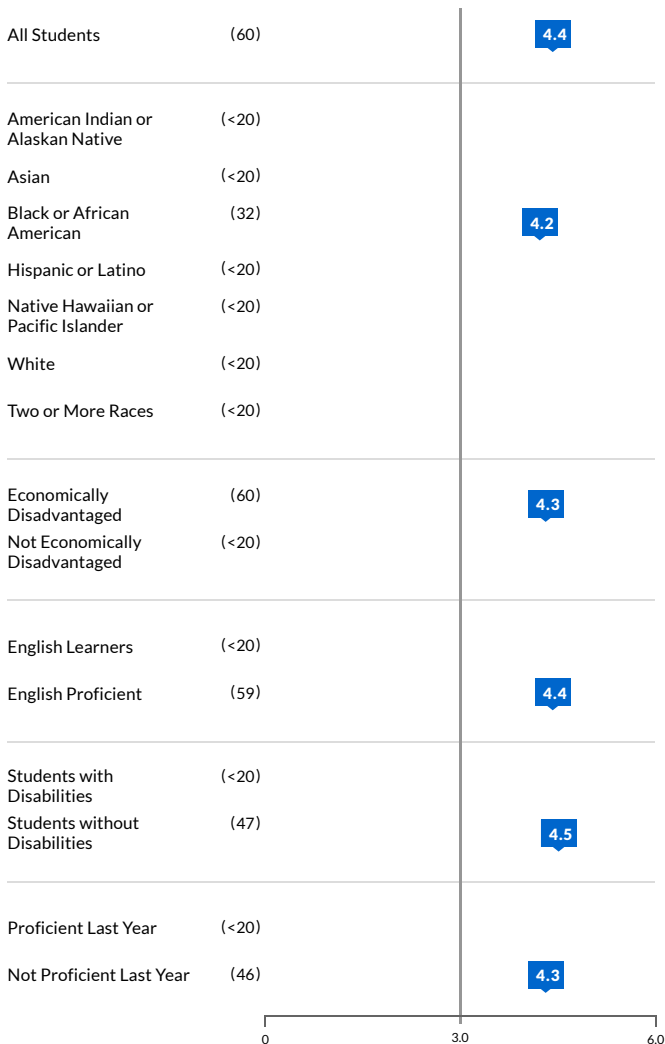 All Students (60) 4.4
American Indian or (<20)
Alaskan Native
Asian (<20)
Black or African (32) 4.2
American
Hispanic or Latino (<20)
Native Hawaiian or (<20)
Pacific Islander
White (<20)
Two or More Races (<20)
Economically (60) 4.3
Disadvantaged
Not Economically (<20)
Disadvantaged
English Learners (<20)
English Proficient (59) 4.4
Students with (<20)
Disabilities
Students without (47) 4.5
Disabilities
Proficient Last Year (<20)
Not Proficient Last Year (46) 4.3
0 3.0 6.0